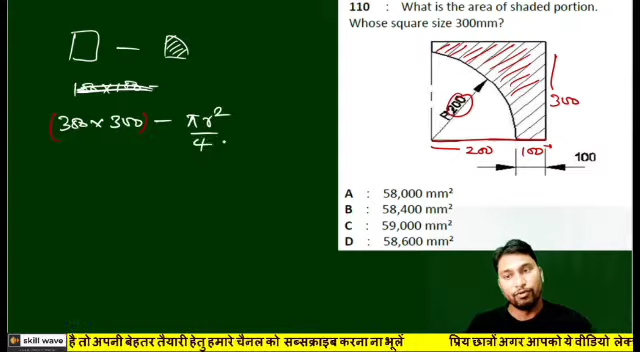 110 : What is the area of shaded portion.
Whose square size 300mm?
100 × 100
(300 × 300) - πr²/4
R200
300
200
100
100
A : 58,000 mm²
B : 58,400 mm²
C : 59,000 mm²
D : 58,600 mm²
skill wave
है तो अपनी बेहतर तैयारी हेतु हमारे चैनल को सब्सक्राइब करना ना भूलें प्रिय छात्रों अगर आपको ये वीडियो लेक